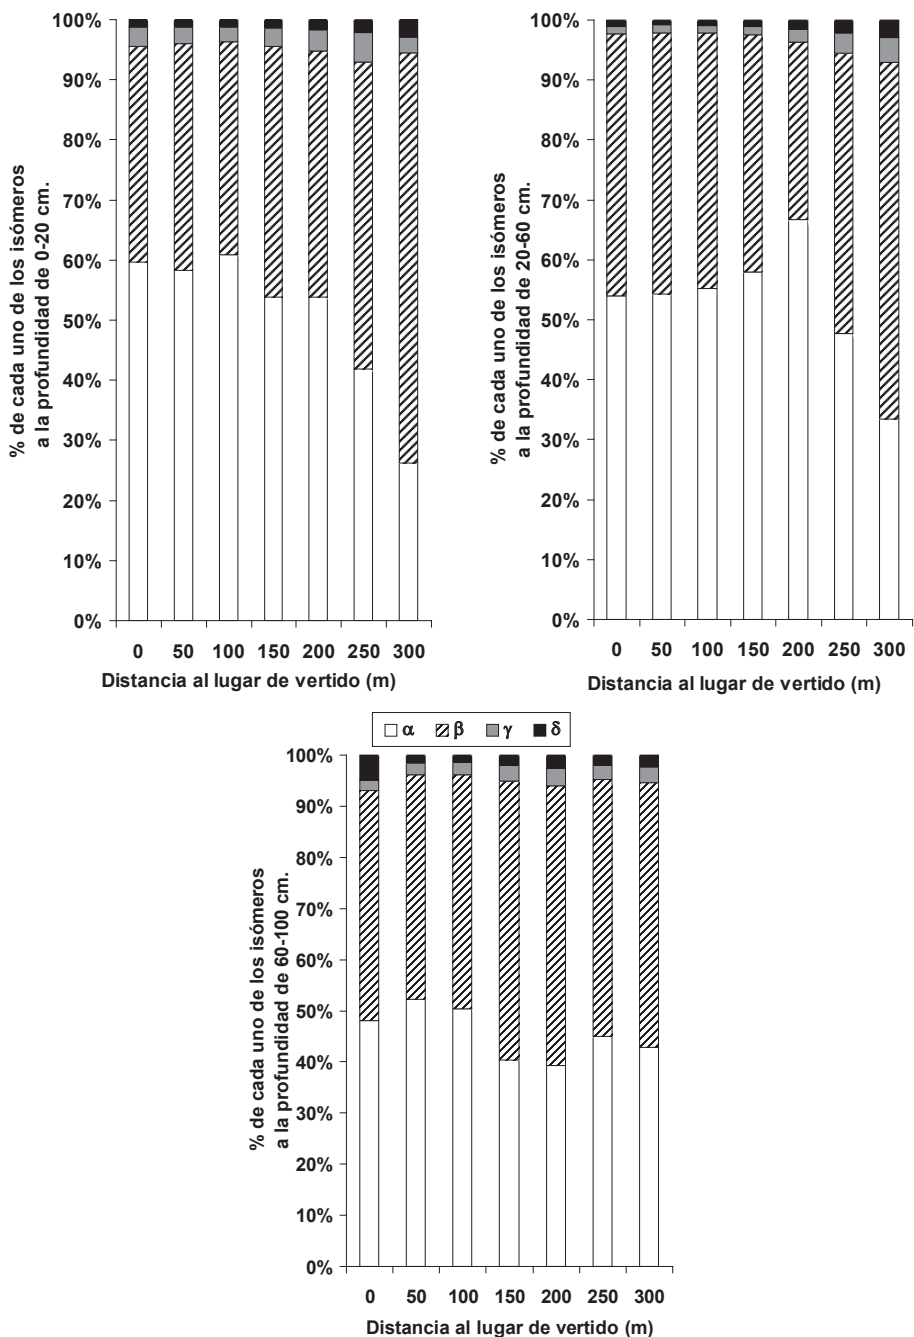 % de cada uno de los isómeros
a la profundidad de 0-20 cm.
100%
90%
80%
70%
60%
50%
40%
30%
20%
10%
0%
0 50 100 150 200 250 300
Distancia al lugar de vertido (m)
% de cada uno de los isómeros
a la profundidad de 20-60 cm.
100%
90%
80%
70%
60%
50%
40%
30%
20%
10%
0%
0 50 100 150 200 250 300
Distancia al lugar de vertido (m)
α β γ δ
% de cada uno de los isómeros
a la profundidad de 60-100 cm.
100%
90%
80%
70%
60%
50%
40%
30%
20%
10%
0%
0 50 100 150 200 250 300
Distancia al lugar de vertido (m)